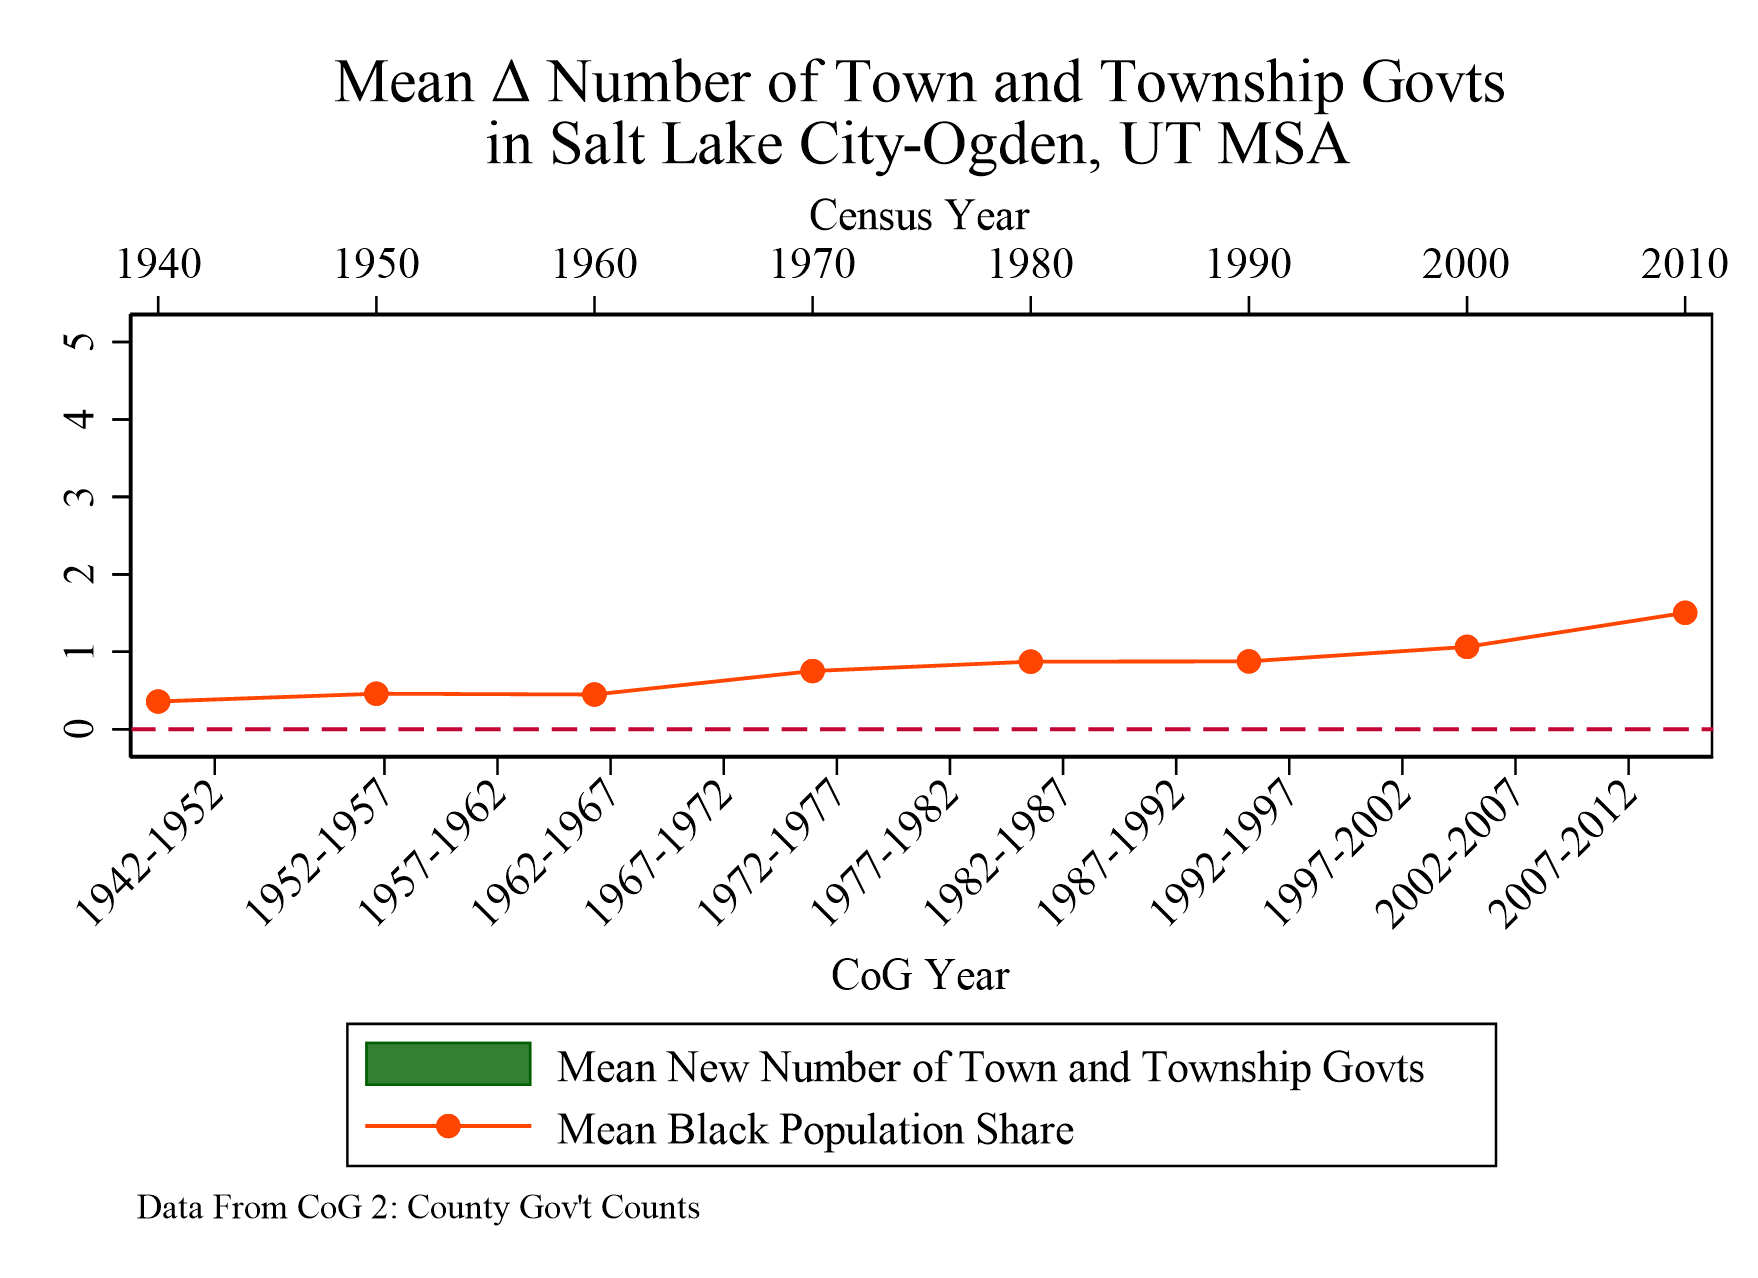 Mean Δ Number of Town and Township Govts
in Salt Lake City-Ogden, UT MSA
Census Year
1940 1950 1960 1970 1980 1990 2000 2010
5
4
3
2
1
0
1942-1952 1952-1957 1957-1962 1962-1967 1967-1972 1972-1977 1977-1982 1982-1987 1987-1992 1992-1997 1997-2002 2002-2007 2007-2012
CoG Year
Mean New Number of Town and Township Govts
Mean Black Population Share
Data From CoG 2: County Gov't Counts